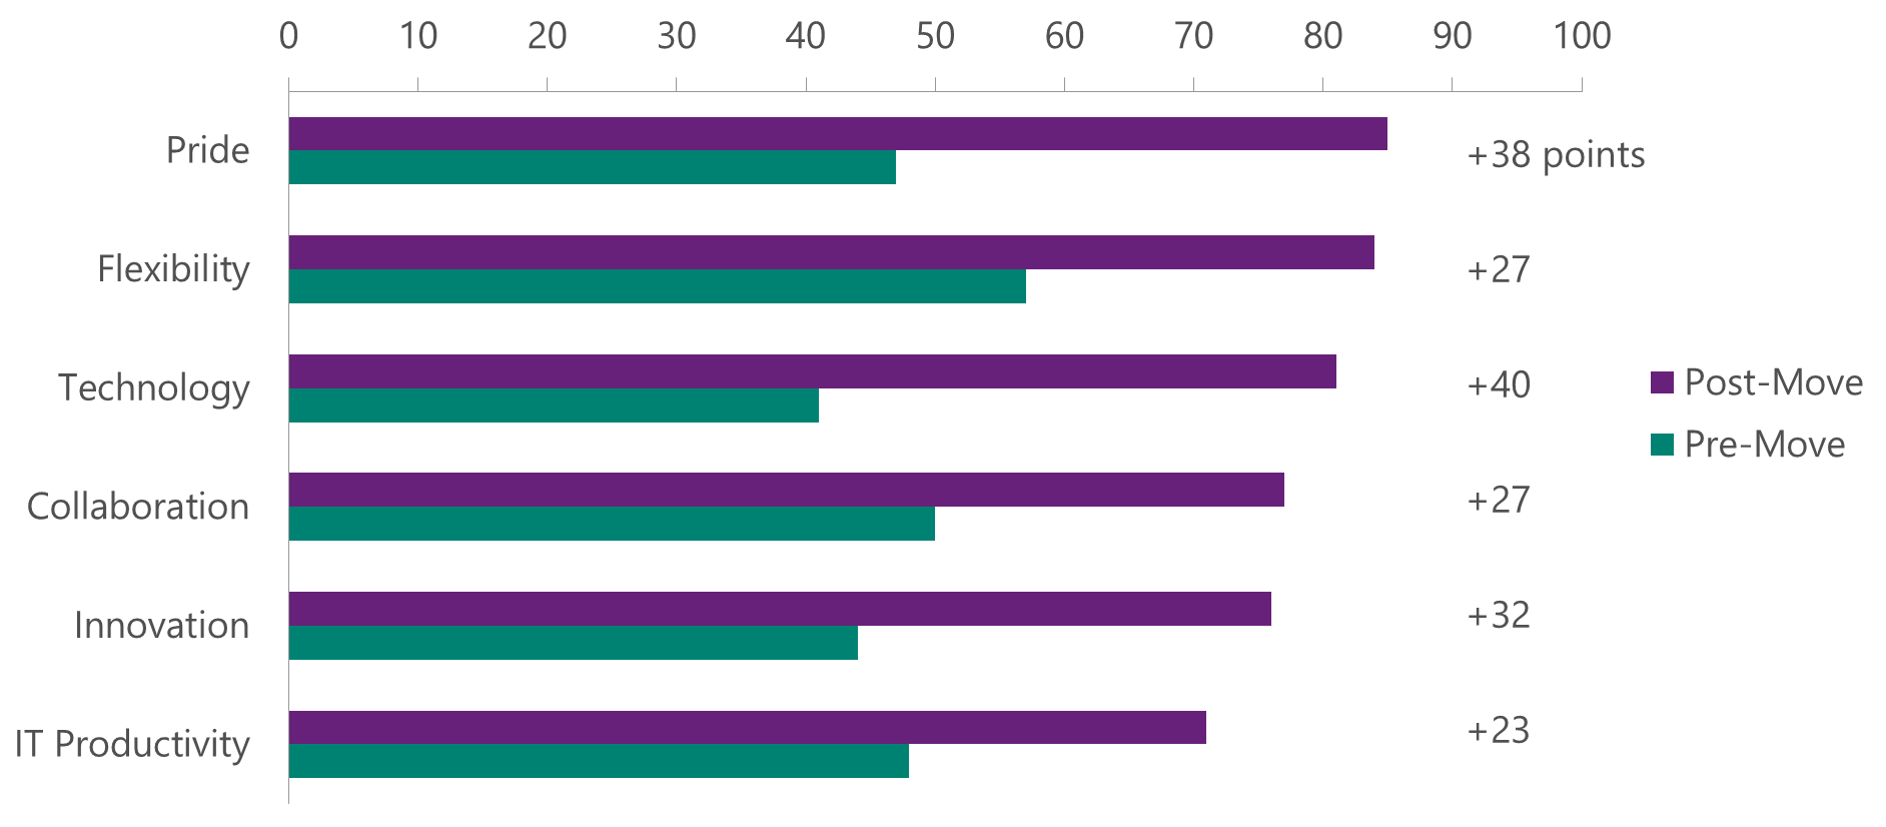 0 10 20 30 40 50 60 70 80 90 100
Pride +38 points
Flexibility +27
Technology +40
Post-Move
Pre-Move
Collaboration +27
Innovation +32
IT Productivity +23